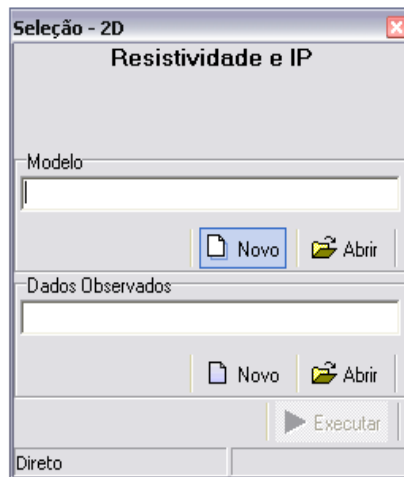 Seleção - 2D
Resistividade e IP
Modelo
Novo Abrir
Dados Observados
Novo Abrir
Executar
Direto